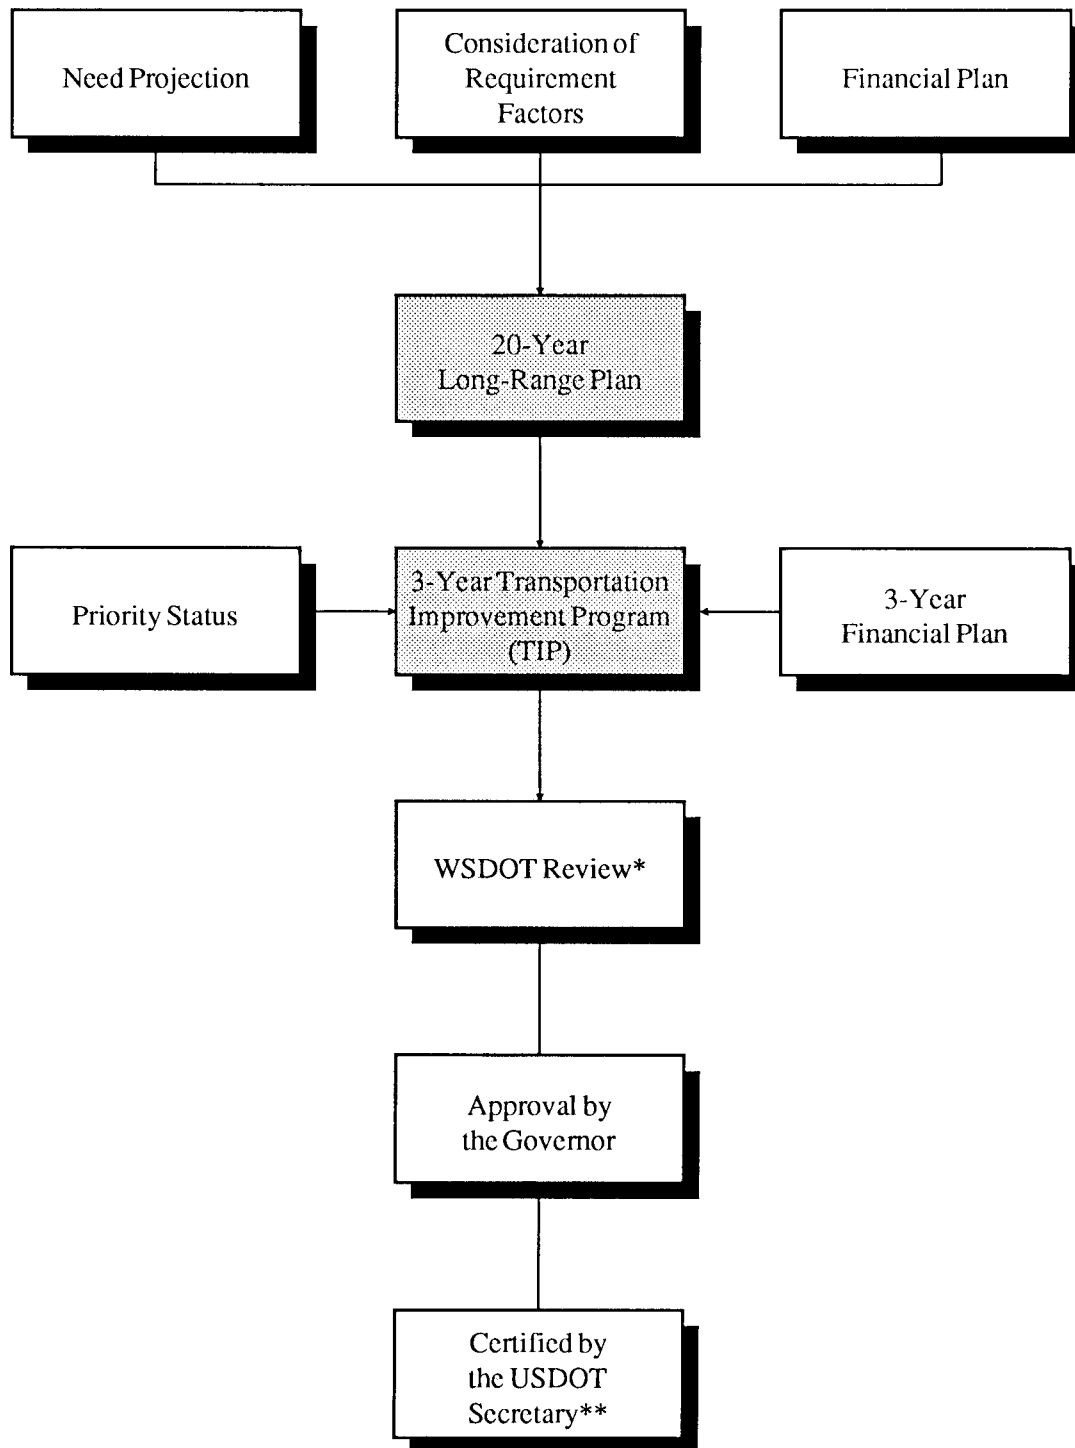 Need Projection
Consideration of
Requirement
Factors
Financial Plan
20-Year
Long-Range Plan
Priority Status
3-Year Transportation
Improvement Program
(TIP)
3-Year
Financial Plan
WSDOT Review*
Approval by
the Governor
Certified by
the USDOT
Secretary**